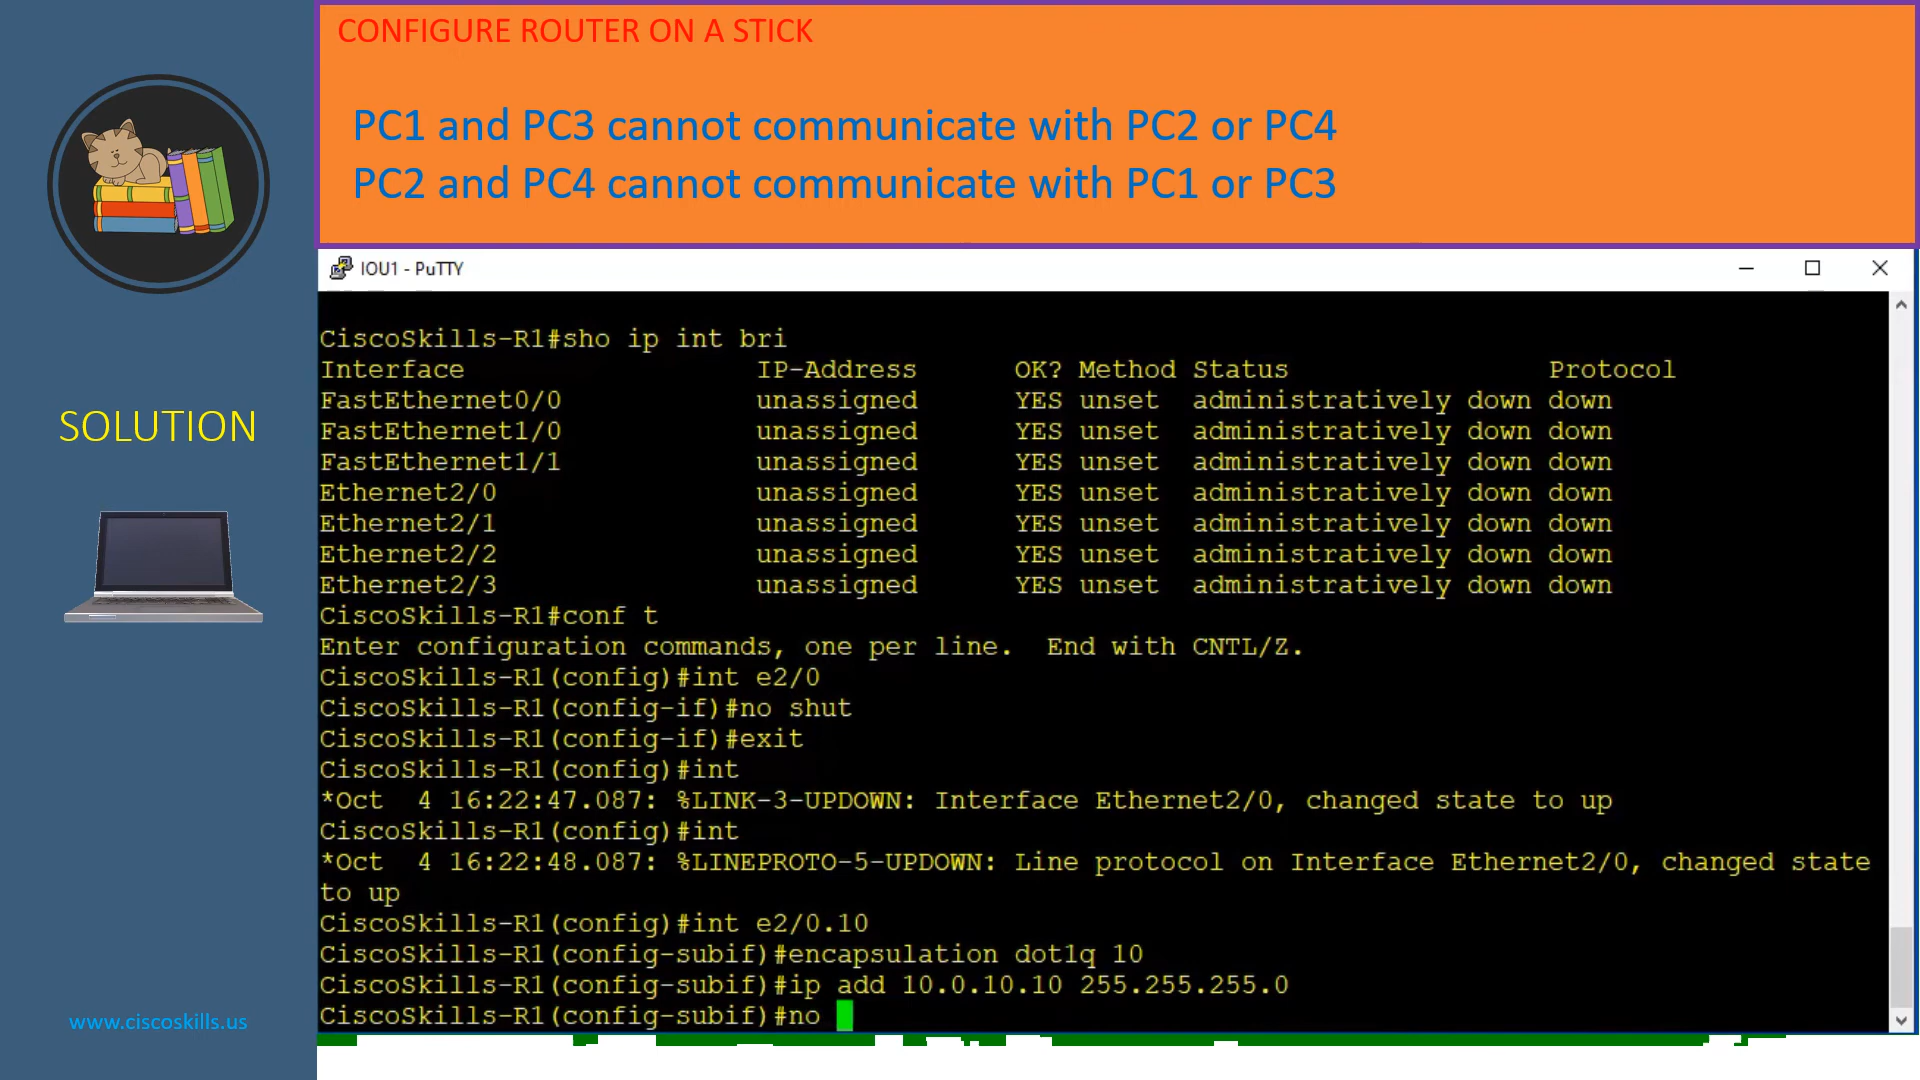 CONFIGURE ROUTER ON A STICK
PC1 and PC3 cannot communicate with PC2 or PC4
PC2 and PC4 cannot communicate with PC1 or PC3
SOLUTION
www.ciscoskills.us
IOU1 - PuTTY
CiscoSkills-R1#sho ip int bri
Interface IP-Address OK? Method Status Protocol
FastEthernet0/0 unassigned YES unset administratively down down
FastEthernet1/0 unassigned YES unset administratively down down
FastEthernet1/1 unassigned YES unset administratively down down
Ethernet2/0 unassigned YES unset administratively down down
Ethernet2/1 unassigned YES unset administratively down down
Ethernet2/2 unassigned YES unset administratively down down
Ethernet2/3 unassigned YES unset administratively down down
CiscoSkills-R1#conf t
Enter configuration commands, one per line. End with CNTL/Z.
CiscoSkills-R1(config)#int e2/0
CiscoSkills-R1(config-if)#no shut
CiscoSkills-R1(config-if)#exit
CiscoSkills-R1(config)#int
*Oct 4 16:22:47.087: %LINK-3-UPDOWN: Interface Ethernet2/0, changed state to up
CiscoSkills-R1(config)#int
*Oct 4 16:22:48.087: %LINEPROTO-5-UPDOWN: Line protocol on Interface Ethernet2/0, changed state
to up
CiscoSkills-R1(config)#int e2/0.10
CiscoSkills-R1(config-subif)#encapsulation dot1q 10
CiscoSkills-R1(config-subif)#ip add 10.0.10.10 255.255.255.0
CiscoSkills-R1(config-subif)#no